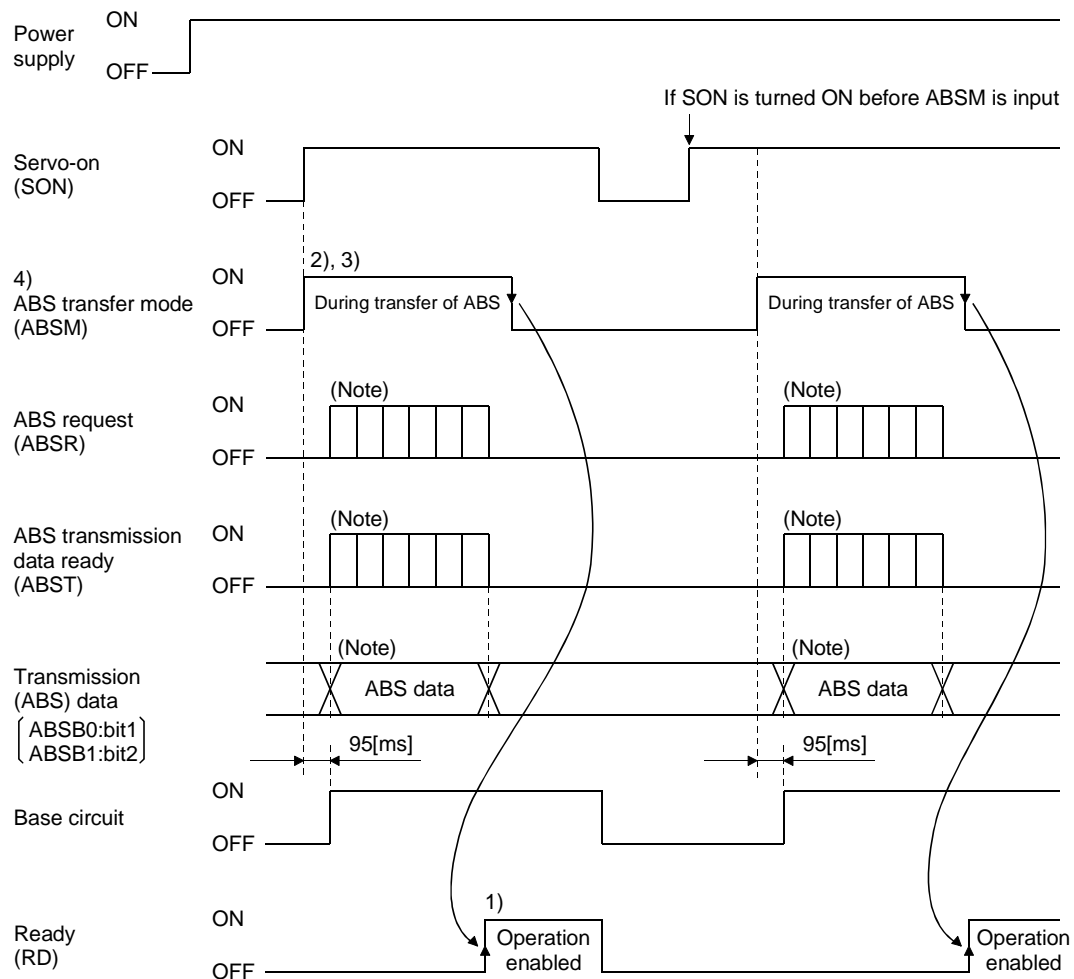 Power
supply
ON
OFF
If SON is turned ON before ABSM is input
Servo-on
(SON)
ON
OFF
4)
ABS transfer mode
(ABSM)
ON
OFF
2), 3)
During transfer of ABS
During transfer of ABS
ABS request
(ABSR)
ON
OFF
(Note)
(Note)
ABS transmission
data ready
(ABST)
ON
OFF
(Note)
(Note)
Transmission
(ABS) data
ABSB0:bit1
ABSB1:bit2
(Note)
ABS data
(Note)
ABS data
95[ms]
95[ms]
Base circuit
ON
OFF
Ready
(RD)
ON
OFF
1)
Operation
enabled
Operation
enabled